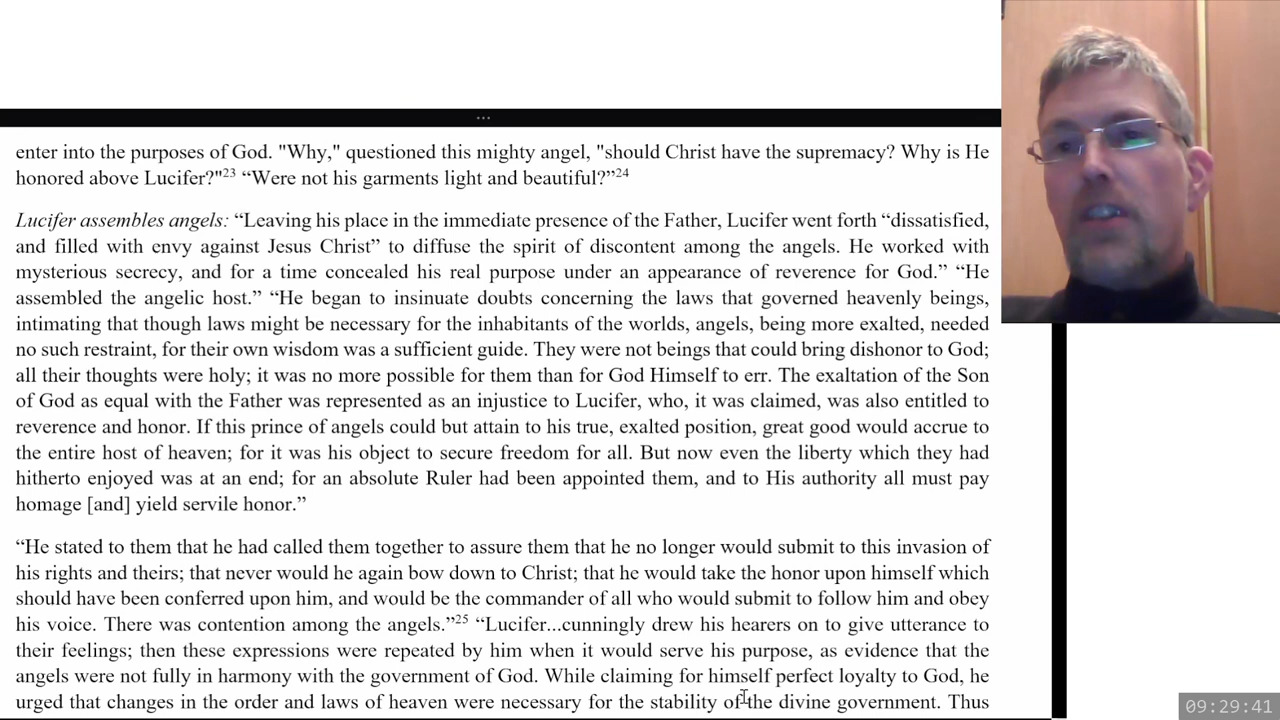 enter into the purposes of God. "Why," questioned this mighty angel, "should Christ have the supremacy? Why is He
honored above Lucifer?"23 “Were not his garments light and beautiful?”24
Lucifer assembles angels: “Leaving his place in the immediate presence of the Father, Lucifer went forth “dissatisfied,
and filled with envy against Jesus Christ” to diffuse the spirit of discontent among the angels. He worked with
mysterious secrecy, and for a time concealed his real purpose under an appearance of reverence for God.” “He
assembled the angelic host.” “He began to insinuate doubts concerning the laws that governed heavenly beings,
intimating that though laws might be necessary for the inhabitants of the worlds, angels, being more exalted, needed
no such restraint, for their own wisdom was a sufficient guide. They were not beings that could bring dishonor to God;
all their thoughts were holy; it was no more possible for them than for God Himself to err. The exaltation of the Son
of God as equal with the Father was represented as an injustice to Lucifer, who, it was claimed, was also entitled to
reverence and honor. If this prince of angels could but attain to his true, exalted position, great good would accrue to
the entire host of heaven; for it was his object to secure freedom for all. But now even the liberty which they had
hitherto enjoyed was at an end; for an absolute Ruler had been appointed them, and to His authority all must pay
homage [and] yield servile honor.”
“He stated to them that he had called them together to assure them that he no longer would submit to this invasion of
his rights and theirs; that never would he again bow down to Christ; that he would take the honor upon himself which
should have been conferred upon him, and would be the commander of all who would submit to follow him and obey
his voice. There was contention among the angels.”25 “Lucifer...cunningly drew his hearers on to give utterance to
their feelings; then these expressions were repeated by him when it would serve his purpose, as evidence that the
angels were not fully in harmony with the government of God. While claiming for himself perfect loyalty to God, he
urged that changes in the order and laws of heaven were necessary for the stability of the divine government. Thus
09:29:41